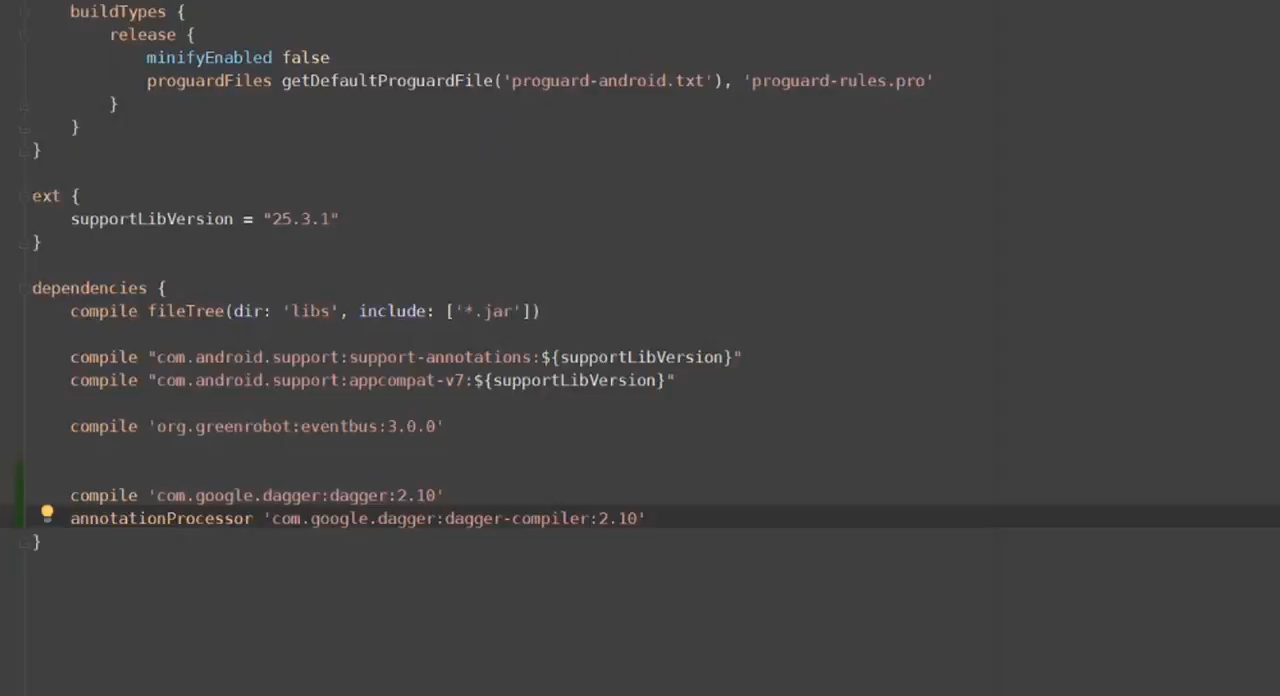 buildTypes {
release {
minifyEnabled false
proguardFiles getDefaultProguardFile('proguard-android.txt'), 'proguard-rules.pro'
}
}
}
ext {
supportLibVersion = "25.3.1"
}
dependencies {
compile fileTree(dir: 'libs', include: ['*.jar'])
compile "com.android.support:support-annotations:${supportLibVersion}"
compile "com.android.support:appcompat-v7:${supportLibVersion}"
compile 'org.greenrobot:eventbus:3.0.0'
compile 'com.google.dagger:dagger:2.10'
annotationProcessor 'com.google.dagger:dagger-compiler:2.10'
}